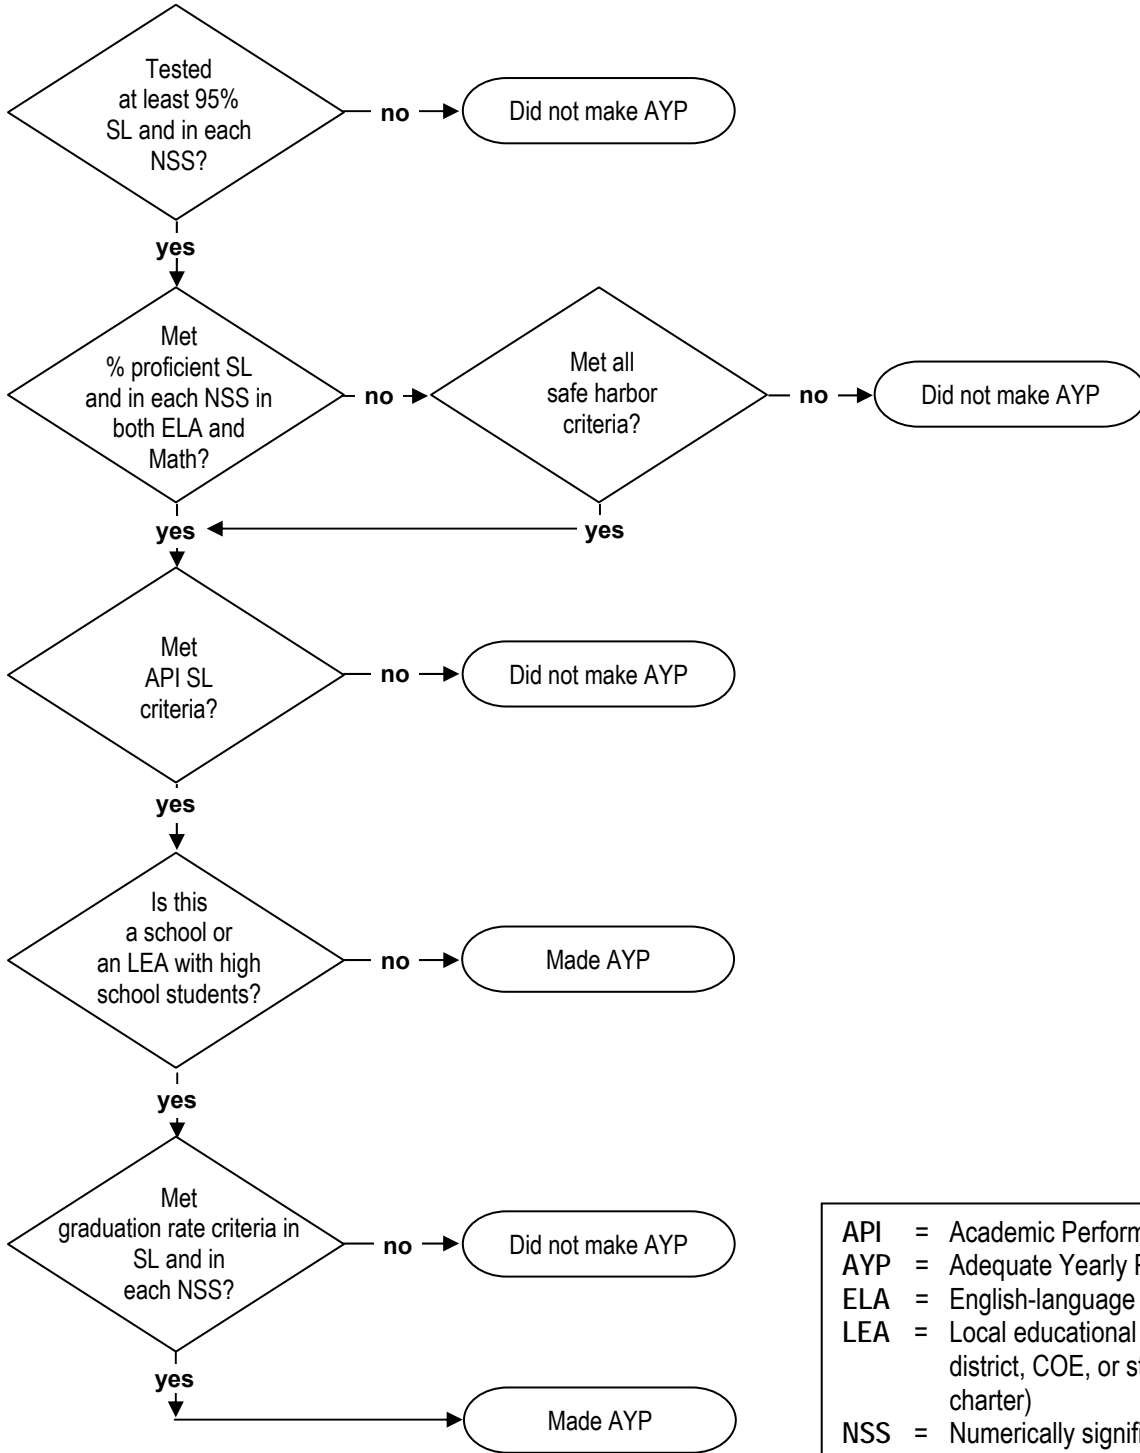 Tested
at least 95%
SL and in each
NSS?
no
Did not make AYP
yes
Met
% proficient SL
and in each NSS in
both ELA and
Math?
no
Met all
safe harbor
criteria?
no
Did not make AYP
yes
yes
Met
API SL
criteria?
no
Did not make AYP
yes
Is this
a school or
an LEA with high
school students?
no
Made AYP
yes
Met
graduation rate criteria in
SL and in
each NSS?
no
Did not make AYP
yes
Made AYP
API = Academic
AYP = Adequate Yearly
ELA = English-language
LEA = Local educational
district, COE, or
charter)
NSS = Numerically